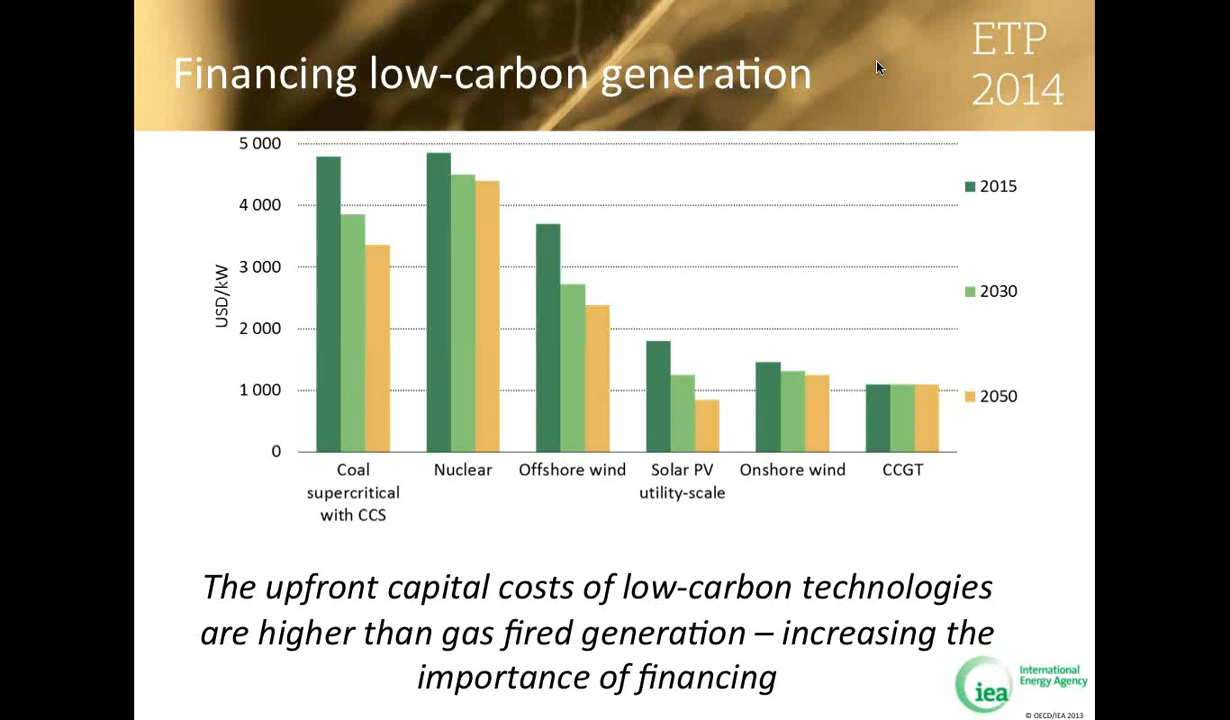 Financing low-carbon generation
ETP
2014
5 000
4 000
3 000
2 000
1 000
0
USD/kW
2015
2030
2050
Coal
supercritical
with CCS
Nuclear
Offshore wind
Solar PV
utility-scale
Onshore wind
CCGT
The upfront capital costs of low-carbon technologies
are higher than gas fired generation – increasing the
importance of financing
iea
International
Energy Agency
© OECD/IEA 2013